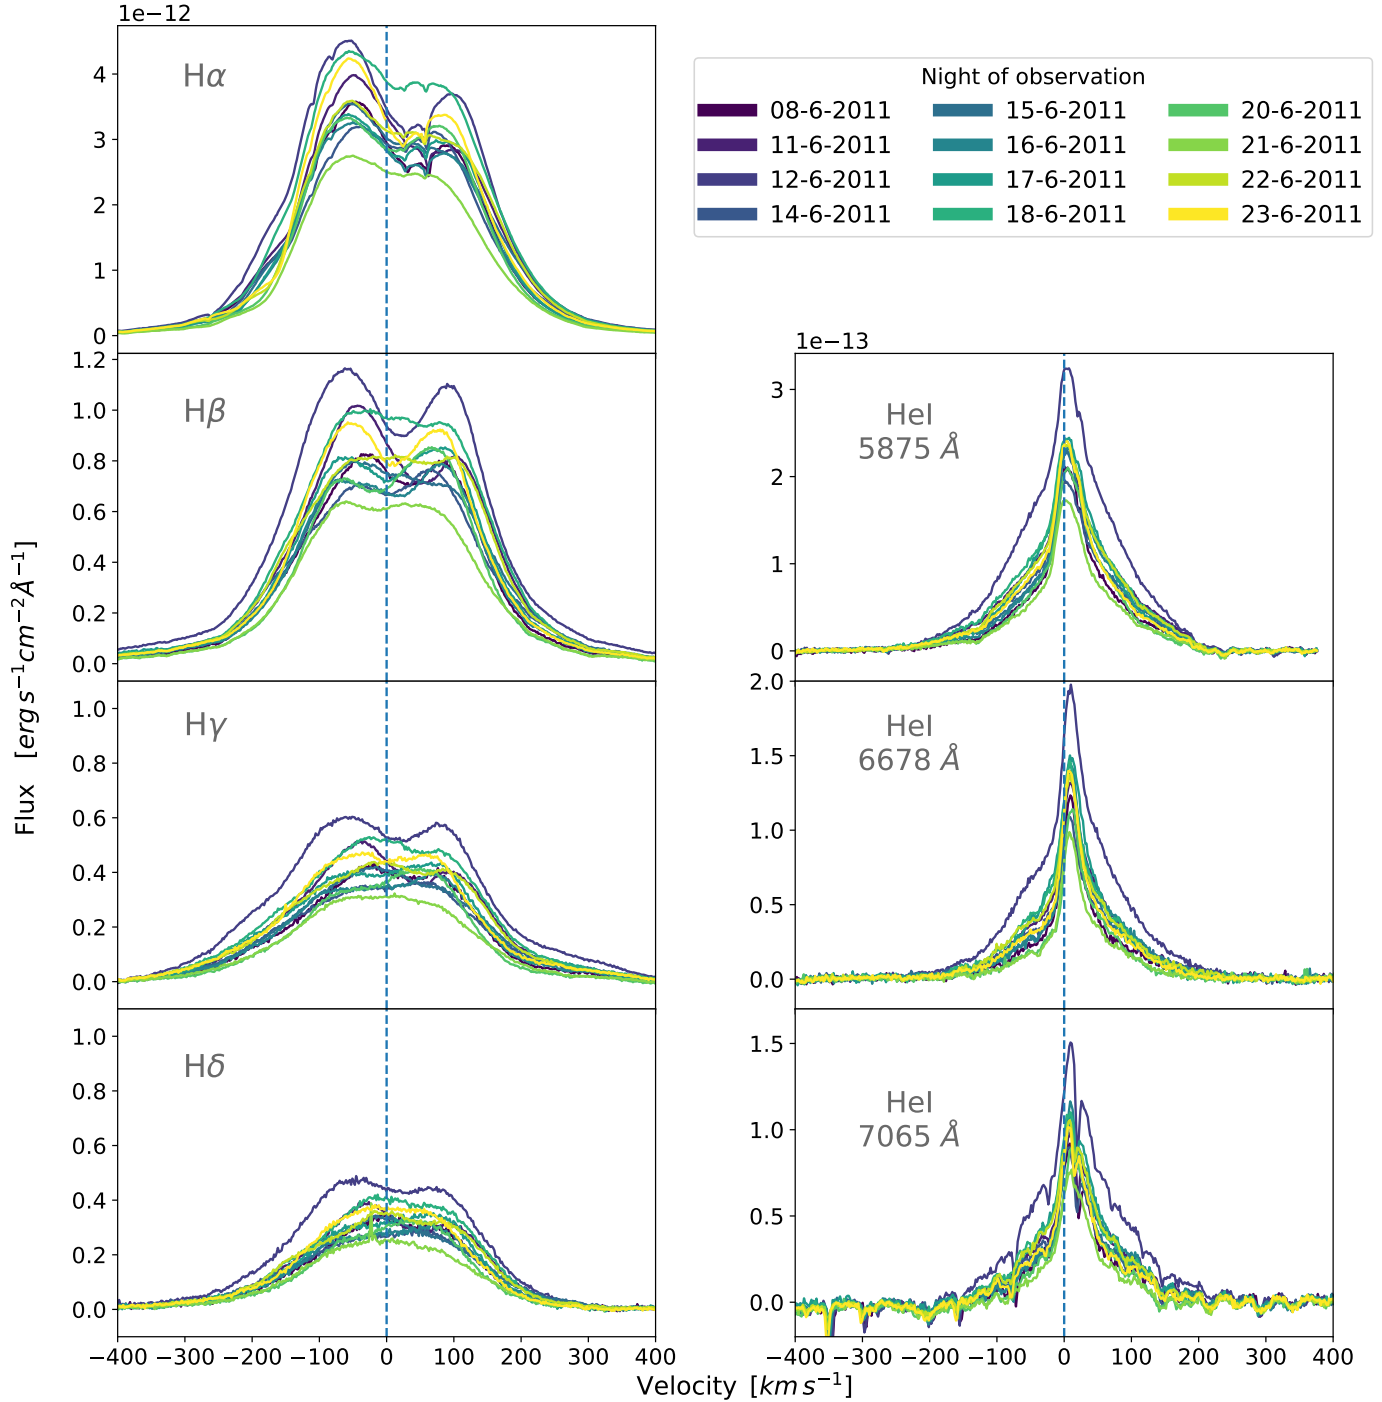 1e−12
Hα
4
3
2
1
0
Night of observation
08-6-2011 15-6-2011 20-6-2011
11-6-2011 16-6-2011 21-6-2011
12-6-2011 17-6-2011 22-6-2011
14-6-2011 18-6-2011 23-6-2011
Hβ
1.2
1.0
0.8
0.6
0.4
0.2
0.0
1e−13
HeI
5875 Å
3
2
1
0
Flux [erg s⁻¹cm⁻²Å⁻¹]
Hγ
1.0
0.8
0.6
0.4
0.2
0.0
HeI
6678 Å
2.0
1.5
1.0
0.5
0.0
Hδ
1.0
0.8
0.6
0.4
0.2
0.0
−400 −300 −200 −100 0 100 200 300 400
HeI
7065 Å
1.5
1.0
0.5
0.0
−400 −300 −200 −100 0 100 200 300 400
Velocity [km s⁻¹]